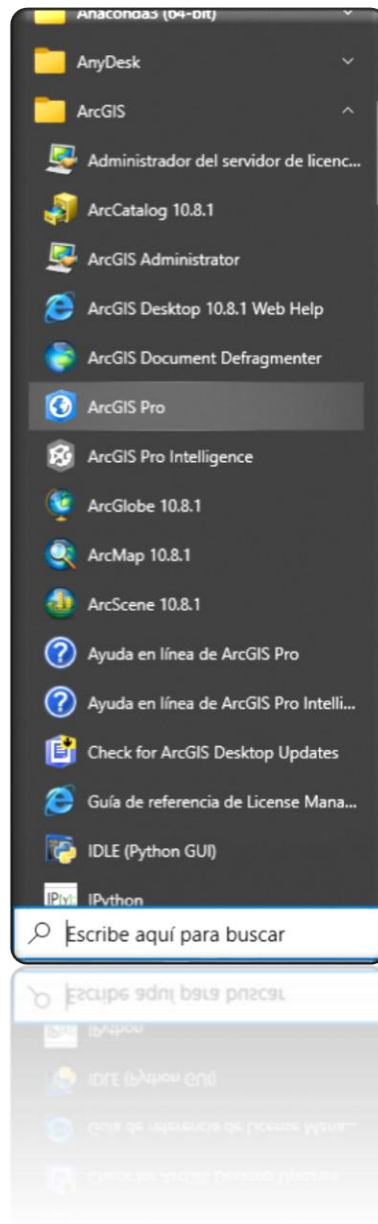 Anaconda3 (64-bit)
AnyDesk
ArcGIS
Administrador del servidor de licenc...
ArcCatalog 10.8.1
ArcGIS Administrator
ArcGIS Desktop 10.8.1 Web Help
ArcGIS Document Defragmenter
ArcGIS Pro
ArcGIS Pro Intelligence
ArcGlobe 10.8.1
ArcMap 10.8.1
ArcScene 10.8.1
Ayuda en línea de ArcGIS Pro
Ayuda en línea de ArcGIS Pro Intelli...
Check for ArcGIS Desktop Updates
Guía de referencia de License Mana...
IDLE (Python GUI)
IPython
Escribe aquí para buscar